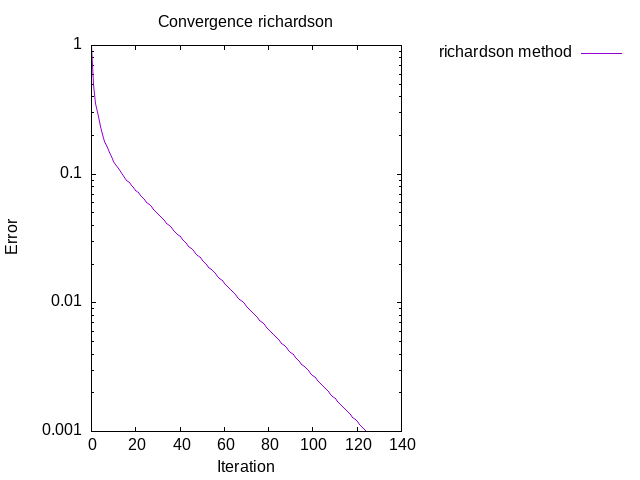 Convergence richardson
richardson method
1
0.1
0.01
0.001
Error
0 20 40 60 80 100 120 140
Iteration